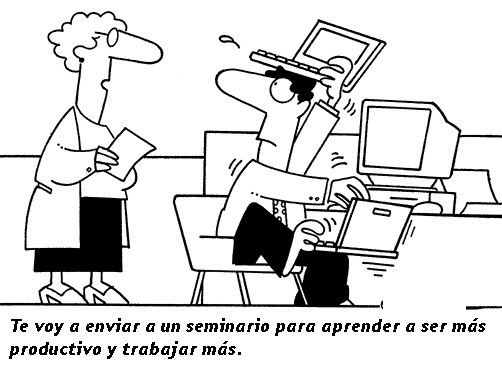 Te voy a enviar a un seminario para aprender a ser más
productivo y trabajar más.